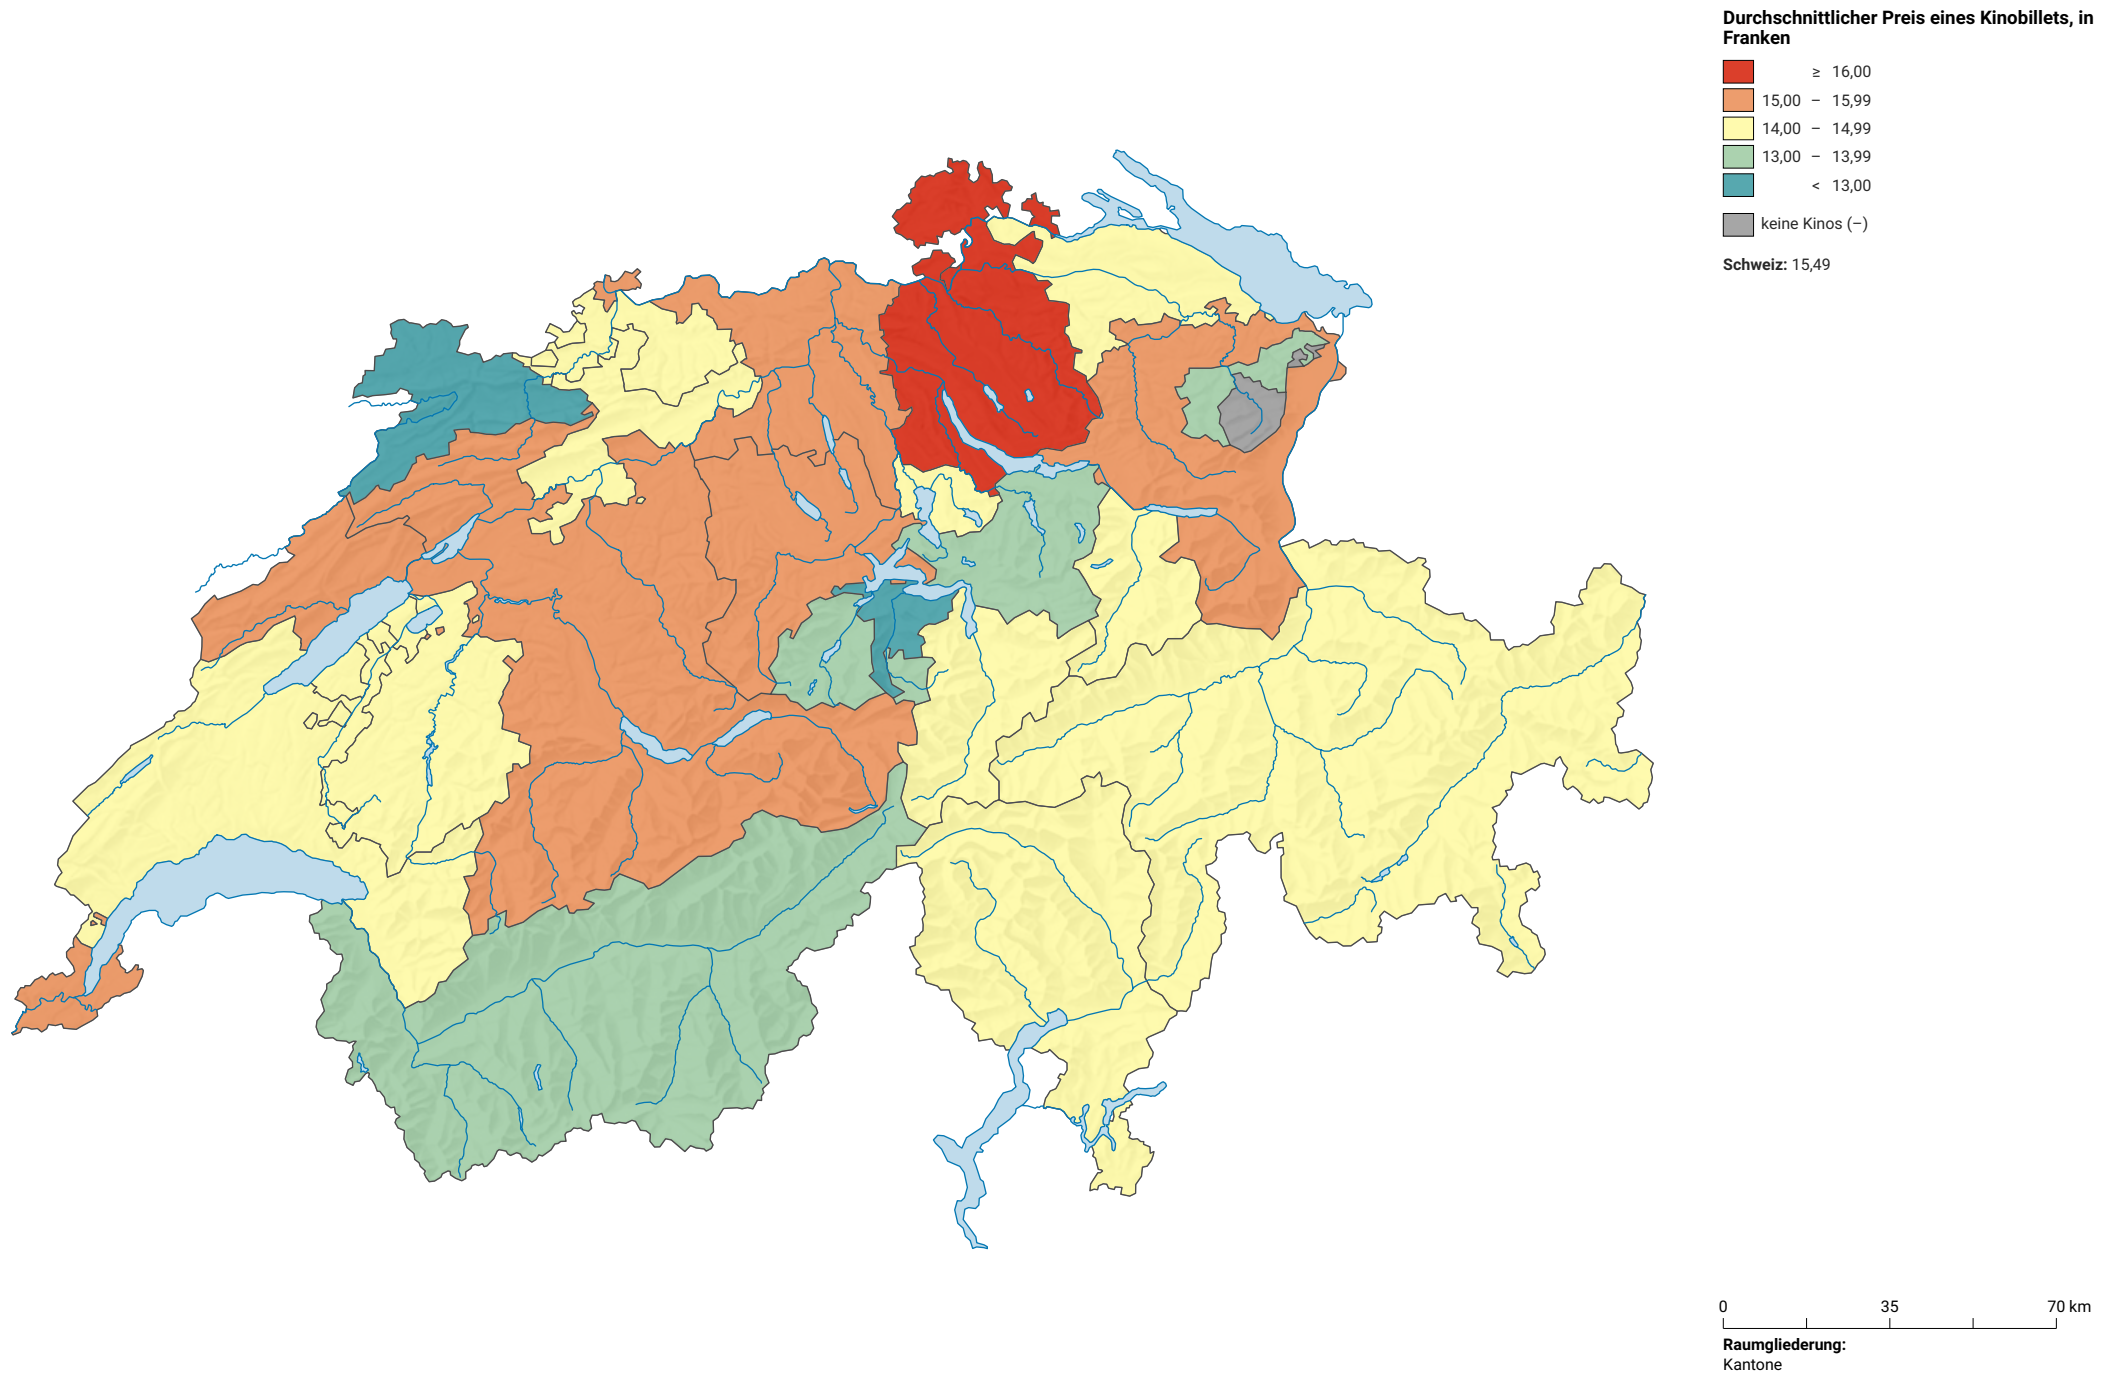 Durchschnittlicher Preis eines Kinobillets, in
Franken
≥ 16,00
15,00 – 15,99
14,00 – 14,99
13,00 – 13,99
< 13,00
keine Kinos (–)
Schweiz: 15,49
0 35 70 km
Raumgliederung:
Kantone